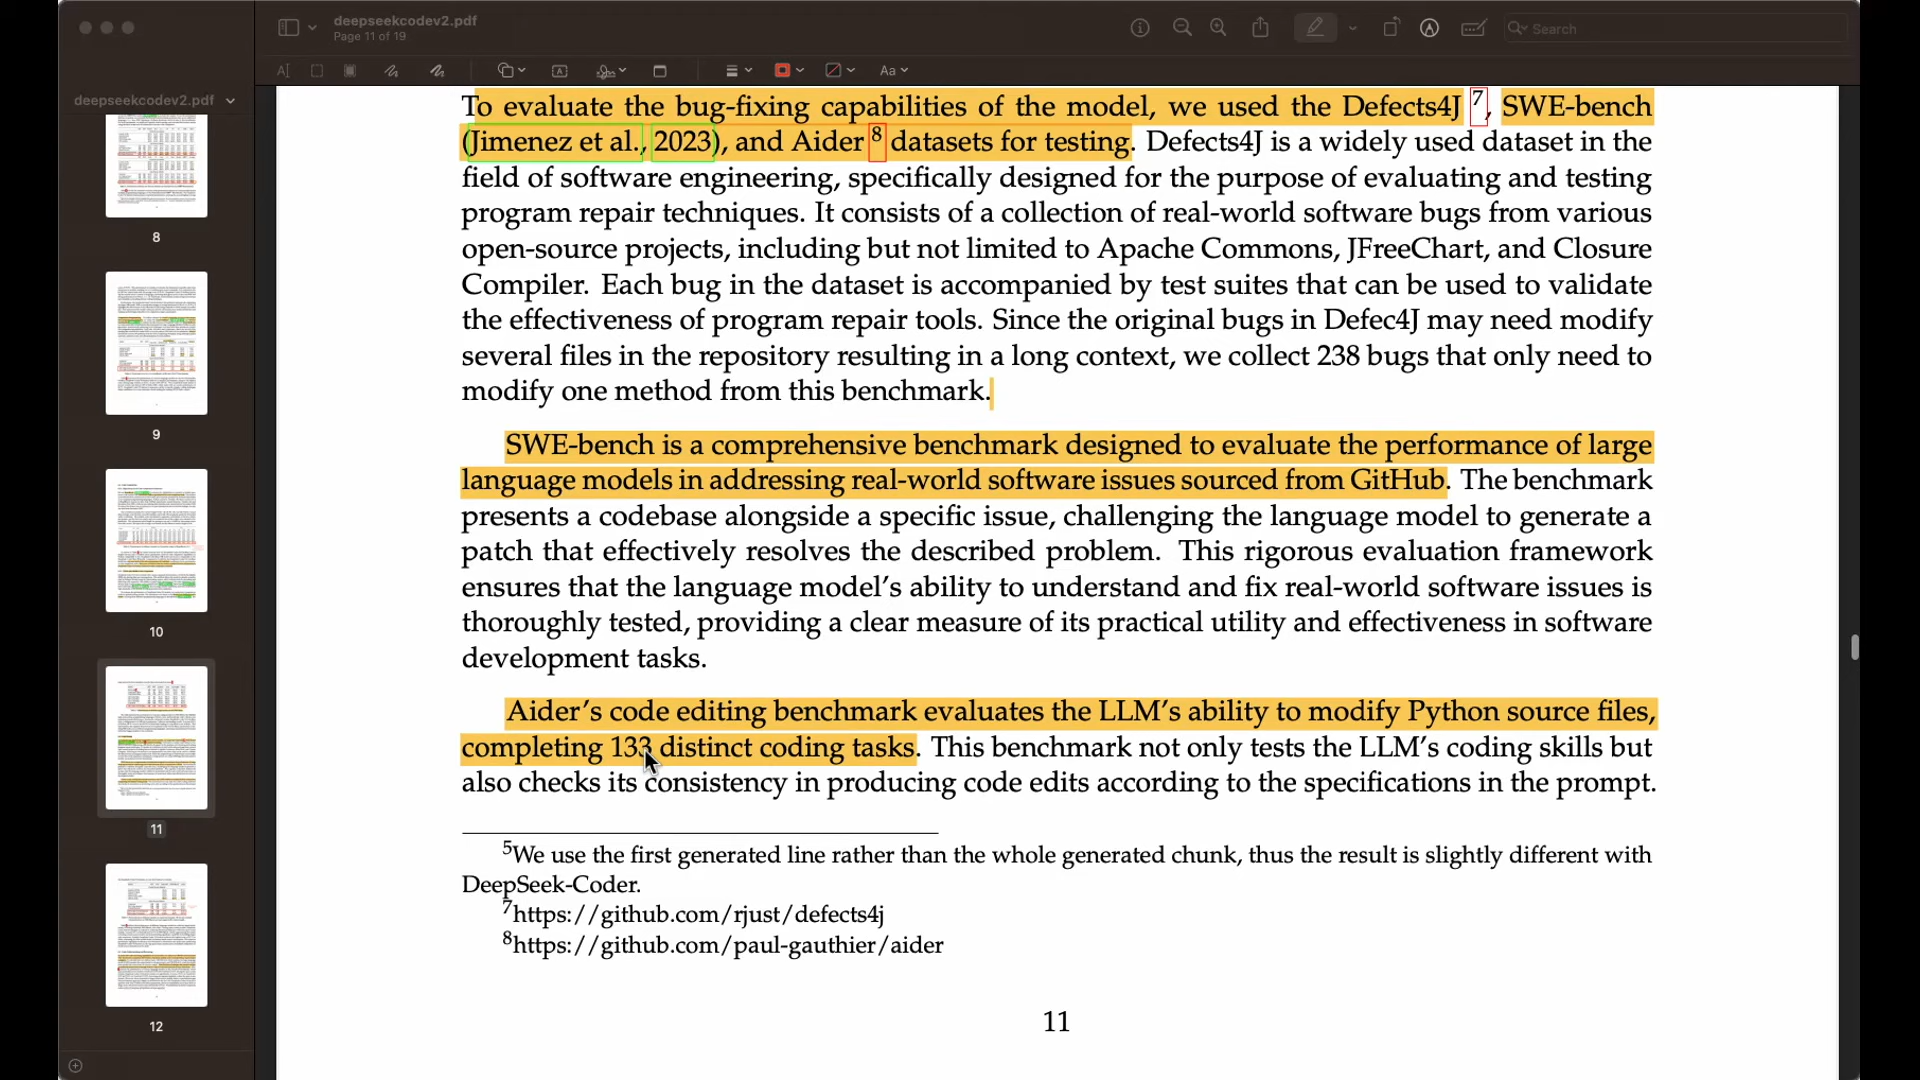 deepseekcodev2.pdf
Page 11 of 19
Search
Aa
deepseekcodev2.pdf
8
9
10
11
12
To evaluate the bug-fixing capabilities of the model, we used the Defects4J 7, SWE-bench
(Jimenez et al., 2023), and Aider 8 datasets for testing. Defects4J is a widely used dataset in the
field of software engineering, specifically designed for the purpose of evaluating and testing
program repair techniques. It consists of a collection of real-world software bugs from various
open-source projects, including but not limited to Apache Commons, JFreeChart, and Closure
Compiler. Each bug in the dataset is accompanied by test suites that can be used to validate
the effectiveness of program repair tools. Since the original bugs in Defec4J may need modify
several files in the repository resulting in a long context, we collect 238 bugs that only need to
modify one method from this benchmark.
SWE-bench is a comprehensive benchmark designed to evaluate the performance of large
language models in addressing real-world software issues sourced from GitHub. The benchmark
presents a codebase alongside a specific issue, challenging the language model to generate a
patch that effectively resolves the described problem. This rigorous evaluation framework
ensures that the language model's ability to understand and fix real-world software issues is
thoroughly tested, providing a clear measure of its practical utility and effectiveness in software
development tasks.
Aider's code editing benchmark evaluates the LLM's ability to modify Python source files,
completing 133 distinct coding tasks. This benchmark not only tests the LLM's coding skills but
also checks its consistency in producing code edits according to the specifications in the prompt.
5We use the first generated line rather than the whole generated chunk, thus the result is slightly different with
DeepSeek-Coder.
7https://github.com/rjust/defects4j
8https://github.com/paul-gauthier/aider
11